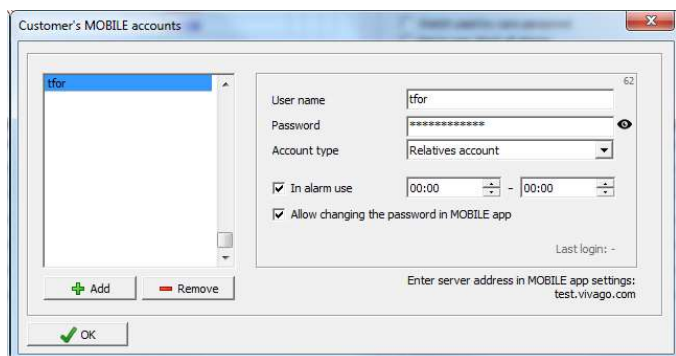 Customer's MOBILE accounts
tfor
62
User name tfor
Password ************
Account type Relatives account
In alarm use 00:00 - 00:00
Allow changing the password in MOBILE app
Last login: -
Add Remove
Enter server address in MOBILE app settings:
test.vivago.com
OK